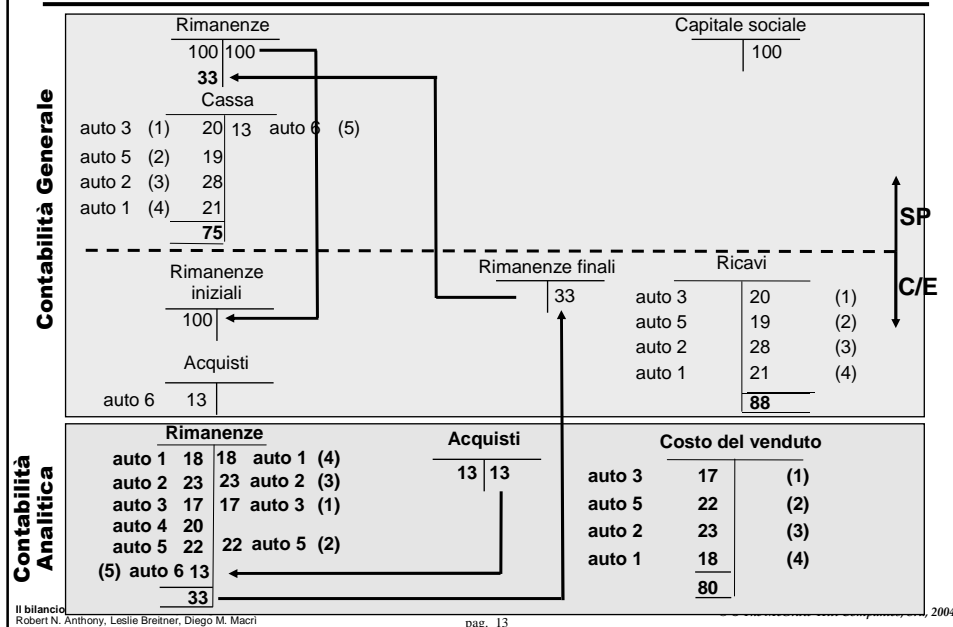 Contabilità Generale
Rimanenze
100 100
33
Capitale sociale
100
Cassa
auto 3 (1) 20 13 auto 6 (5)
auto 5 (2) 19
auto 2 (3) 28
auto 1 (4) 21
75
SP
C/E
Rimanenze
iniziali
100
Rimanenze finali
33
Ricavi
auto 3 20 (1)
auto 5 19 (2)
auto 2 28 (3)
auto 1 21 (4)
88
Acquisti
auto 6 13
Contabilità
Analitica
Rimanenze
auto 1 18 18 auto 1 (4)
auto 2 23 23 auto 2 (3)
auto 3 17 17 auto 3 (1)
auto 4 20
auto 5 22 22 auto 5 (2)
(5) auto 6 13
33
Acquisti
13 13
Costo del venduto
auto 3 17 (1)
auto 5 22 (2)
auto 2 23 (3)
auto 1 18 (4)
80
Il bilancio
Robert N. Anthony, Leslie Breitner, Diego M. Macrì
pag. 13
2004